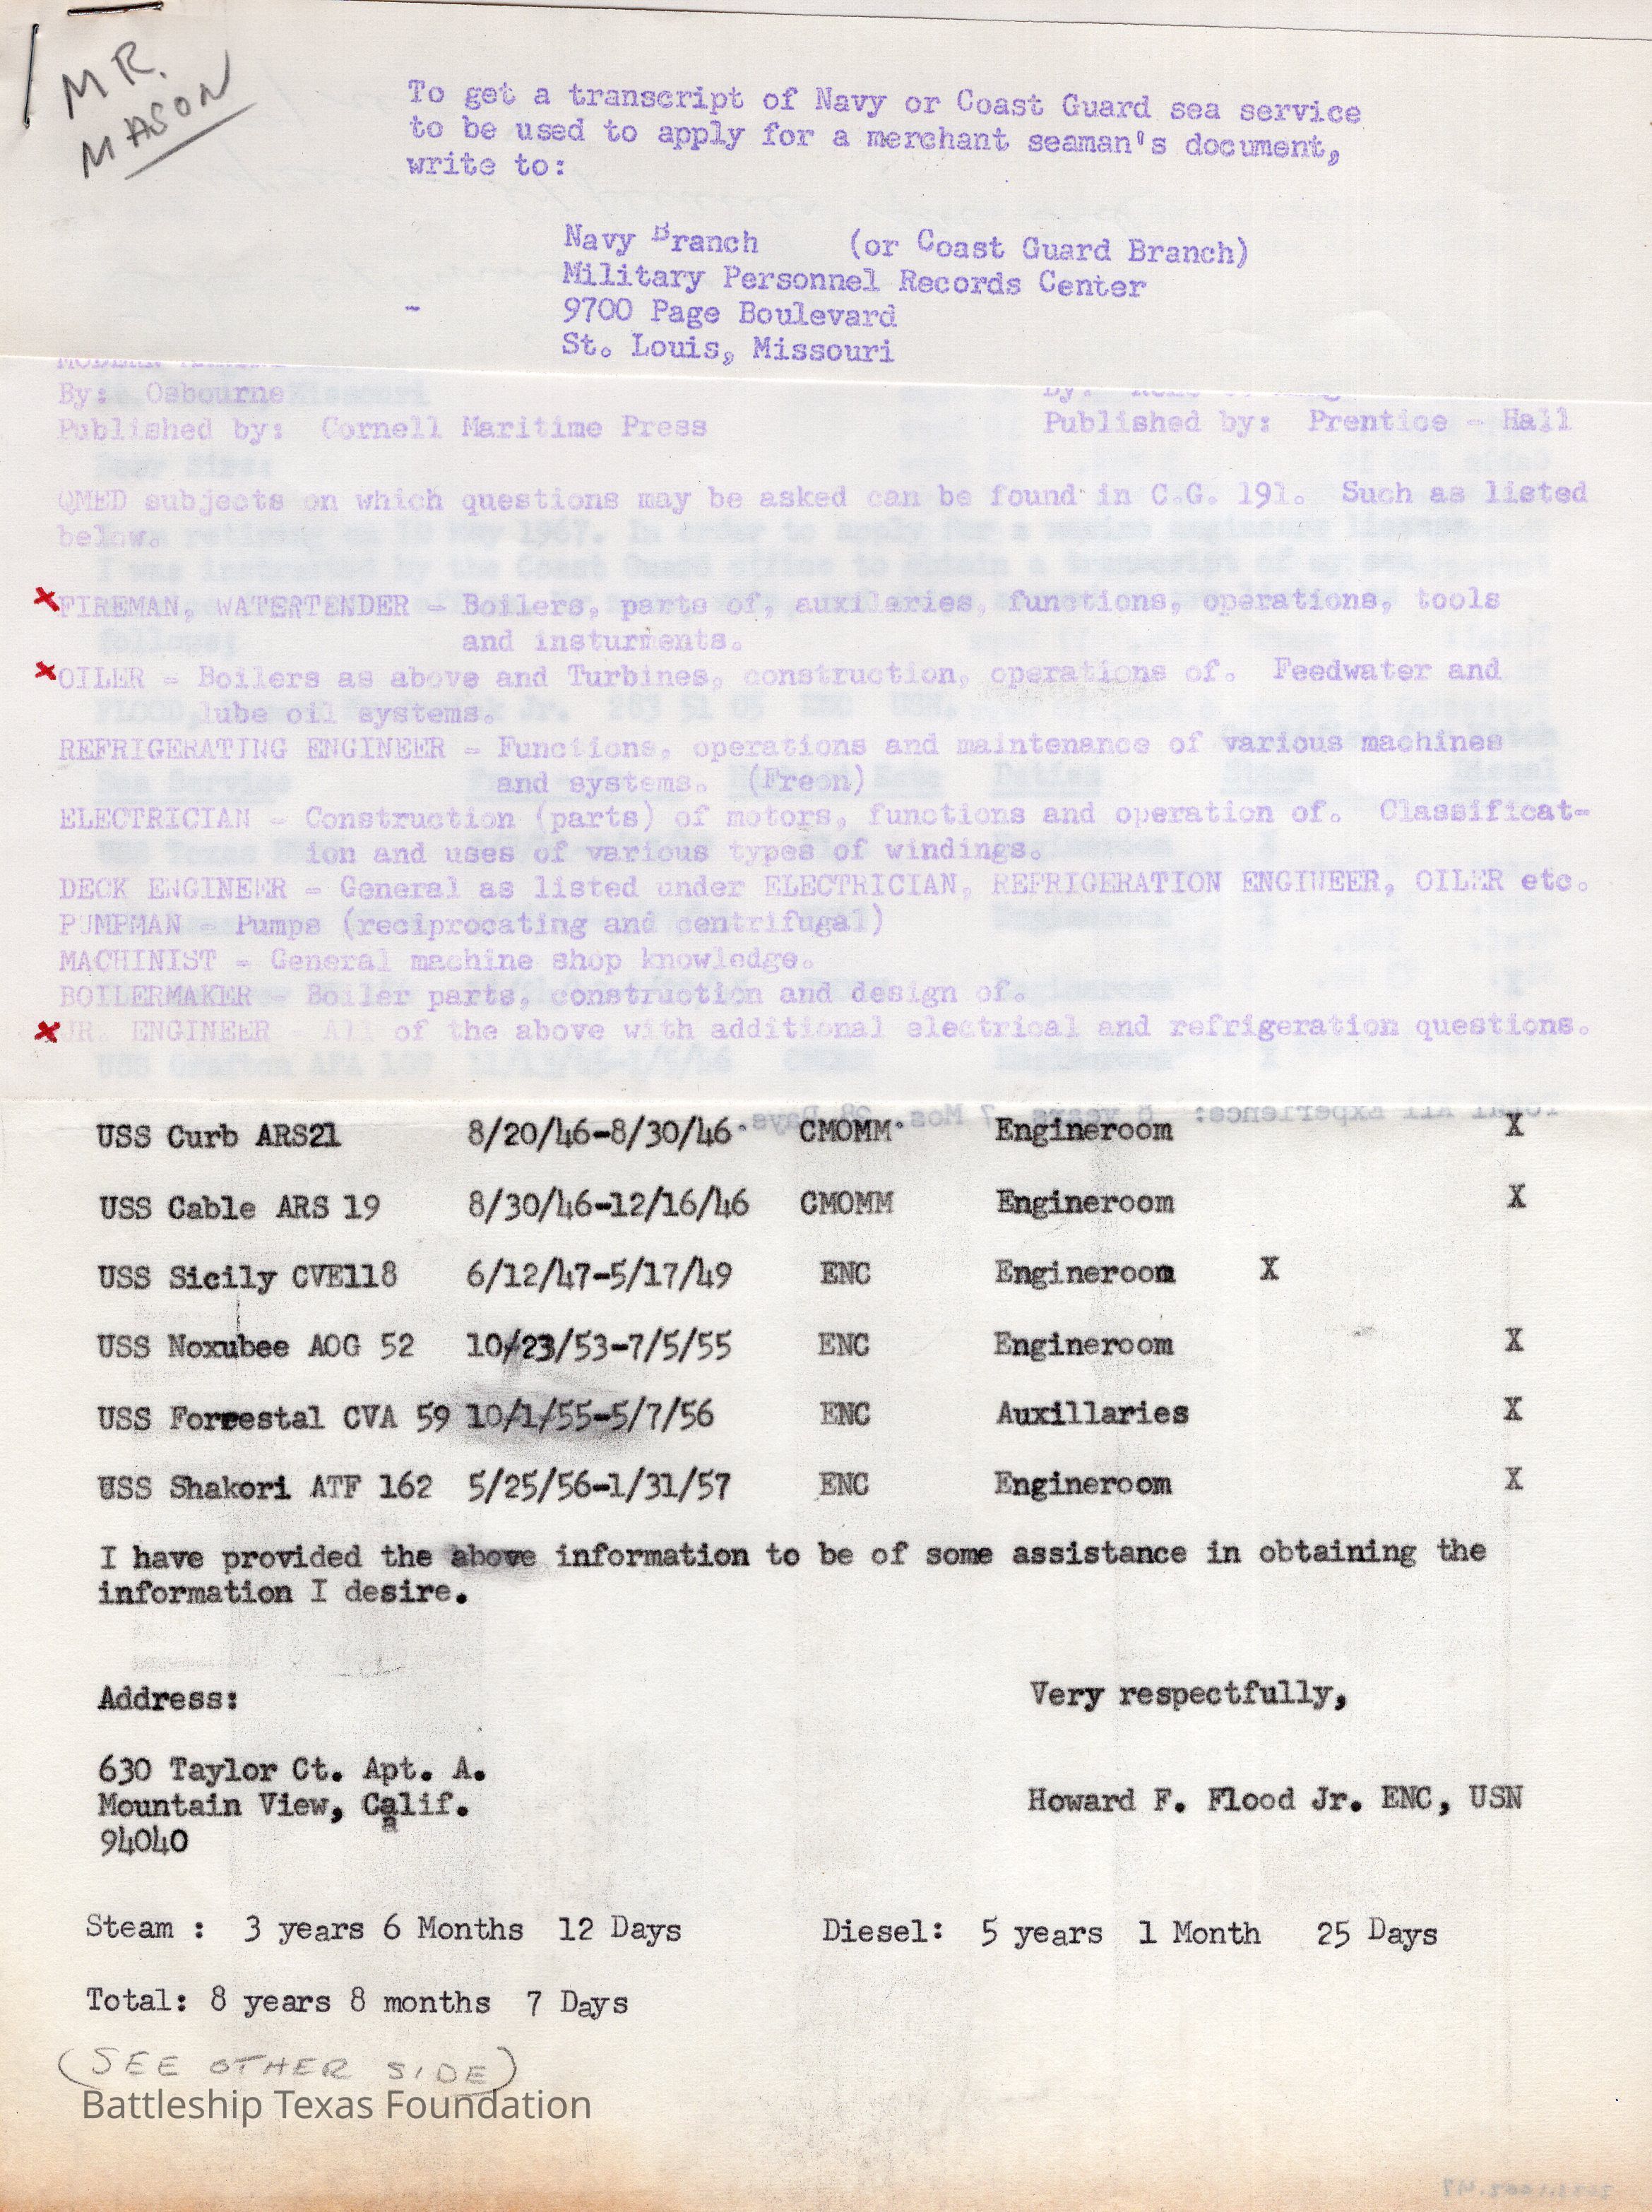 MR.
MASON
To get a transcript of Navy or Coast Guard sea service
to be used to apply for a merchant seaman's document,
write to:
Navy Branch (or Coast Guard Branch)
Military Personnel Records Center
- 9700 Page Boulevard
St. Louis, Missouri
MODERN
By: Osbourne By:
Published by: Cornell Maritime Press Published by: Prentice - Hall
QMED subjects on which questions may be asked can be found in C.G. 191. Such as listed
below.
FIREMAN, WATERTENDER - Boilers, parts of, auxilaries, functions, operations, tools
and insturments.
OILER - Boilers as above and Turbines, construction, operations of. Feedwater and
lube oil systems.
REFRIGERATING ENGINEER - Functions, operations and maintenance of various machines
and systems. (Freon)
ELECTRICIAN - Construction (parts) of motors, functions and operation of. Classificat-
ion and uses of various types of windings.
DECK ENGINEER - General as listed under ELECTRICIAN, REFRIGERATION ENGINEER, OILER etc.
PUMPMAN - Pumps (reciprocating and centrifugal)
MACHINIST - General machine shop knowledge.
BOILERMAKER - Boiler parts, construction and design of.
JR. ENGINEER - All of the above with additional electrical and refrigeration questions.
Total All Experience: 8 years 7 Mos. 28 Days
USS Curb ARS21 8/20/46-8/30/46 CMOMM Engineroom X
USS Cable ARS 19 8/30/46-12/16/46 CMOMM Engineroom X
USS Sicily CVE118 6/12/47-5/17/49 ENC Engineroom X
USS Noxubee AOG 52 10/23/53-7/5/55 ENC Engineroom X
USS Forrestal CVA 59 10/1/55-5/7/56 ENC Auxillaries X
USS Shakori ATF 162 5/25/56-1/31/57 ENC Engineroom X
I have provided the above information to be of some assistance in obtaining the
information I desire.
Address: Very respectfully,
630 Taylor Ct. Apt. A.
Mountain View, Calif. Howard F. Flood Jr. ENC, USN
94040
Steam : 3 years 6 Months 12 Days Diesel: 5 years 1 Month 25 Days
Total: 8 years 8 months 7 Days
(SEE OTHER SIDE)
Battleship Texas Foundation